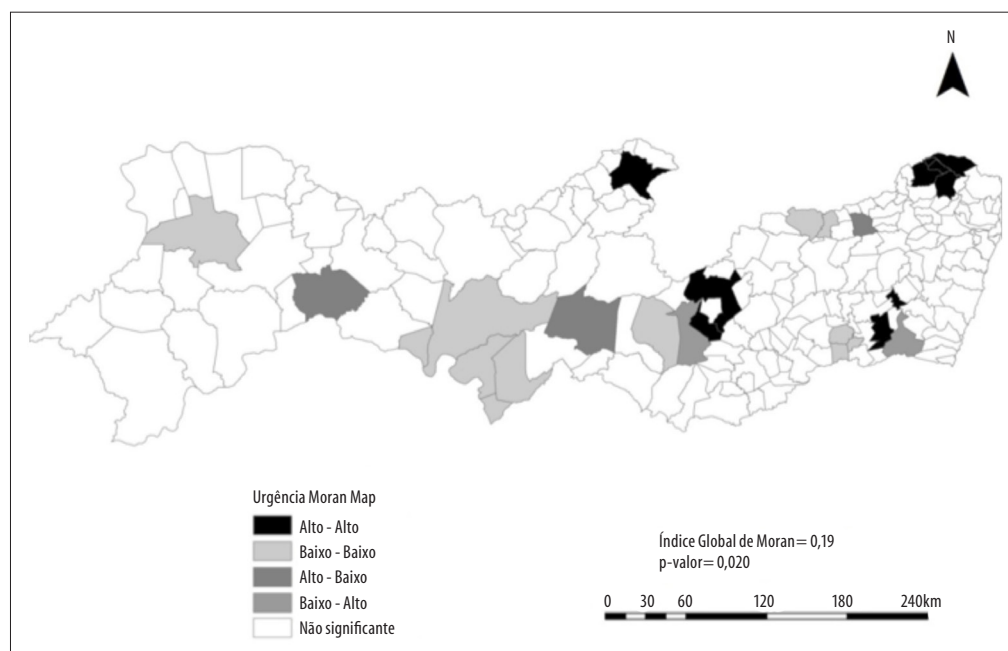 N
Urgência Moran Map
Alto - Alto
Baixo - Baixo
Alto - Baixo
Baixo - Alto
Não significante
Índice Global de Moran= 0,19
p-valor= 0,020
0 30 60 120 180 240km